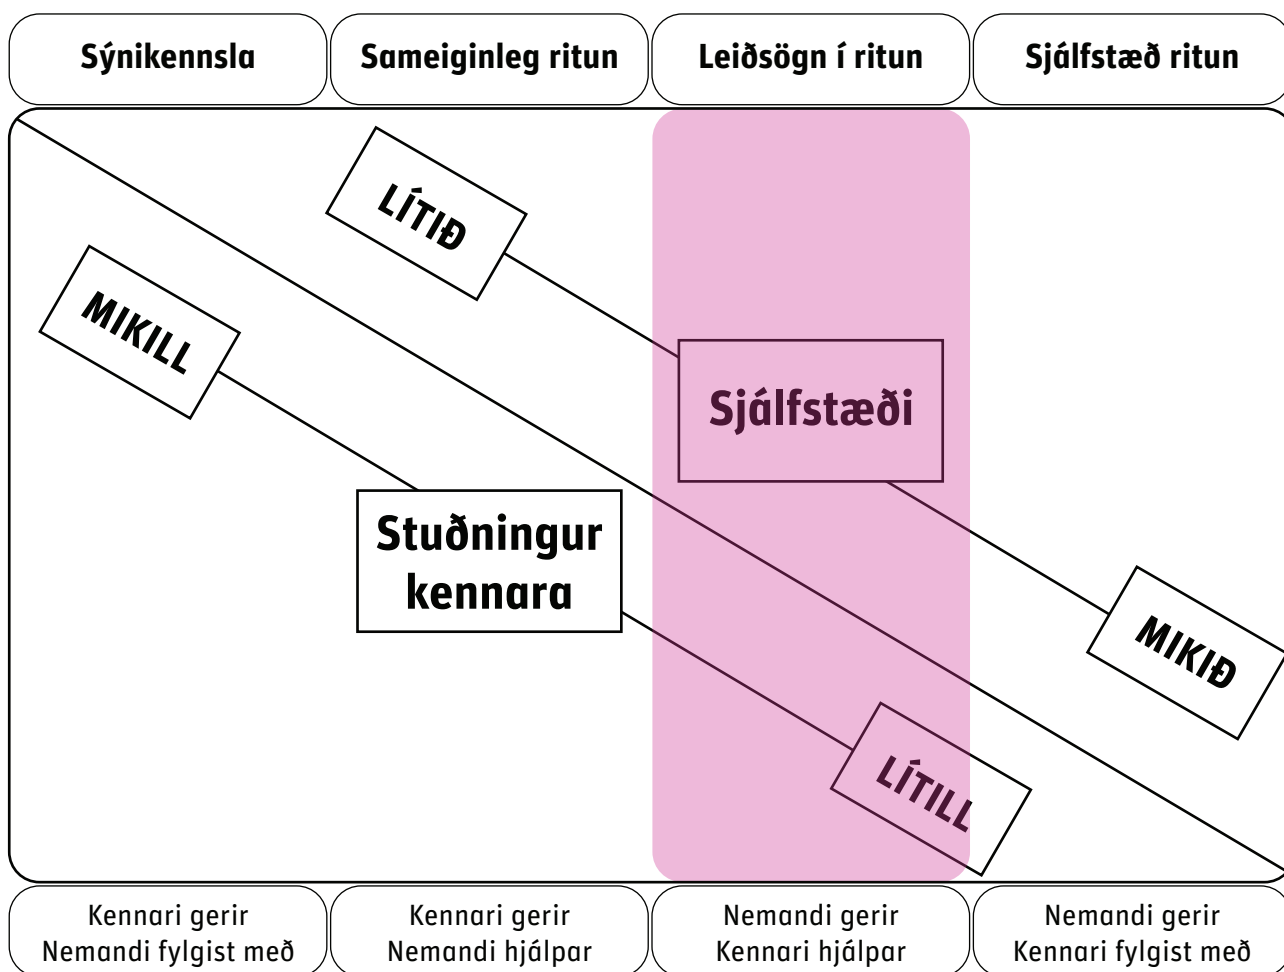 Sýnikennsla
Sameiginleg ritun
Leiðsögn í ritun
Sjálfstæð ritun
LÍTIÐ
MIKILL
Sjálfstæði
Stuðningur
kennara
MIKIÐ
LÍTILL
Kennari gerir
Nemandi fylgist með
Kennari gerir
Nemandi hjálpar
Nemandi gerir
Kennari hjálpar
Nemandi gerir
Kennari fylgist með